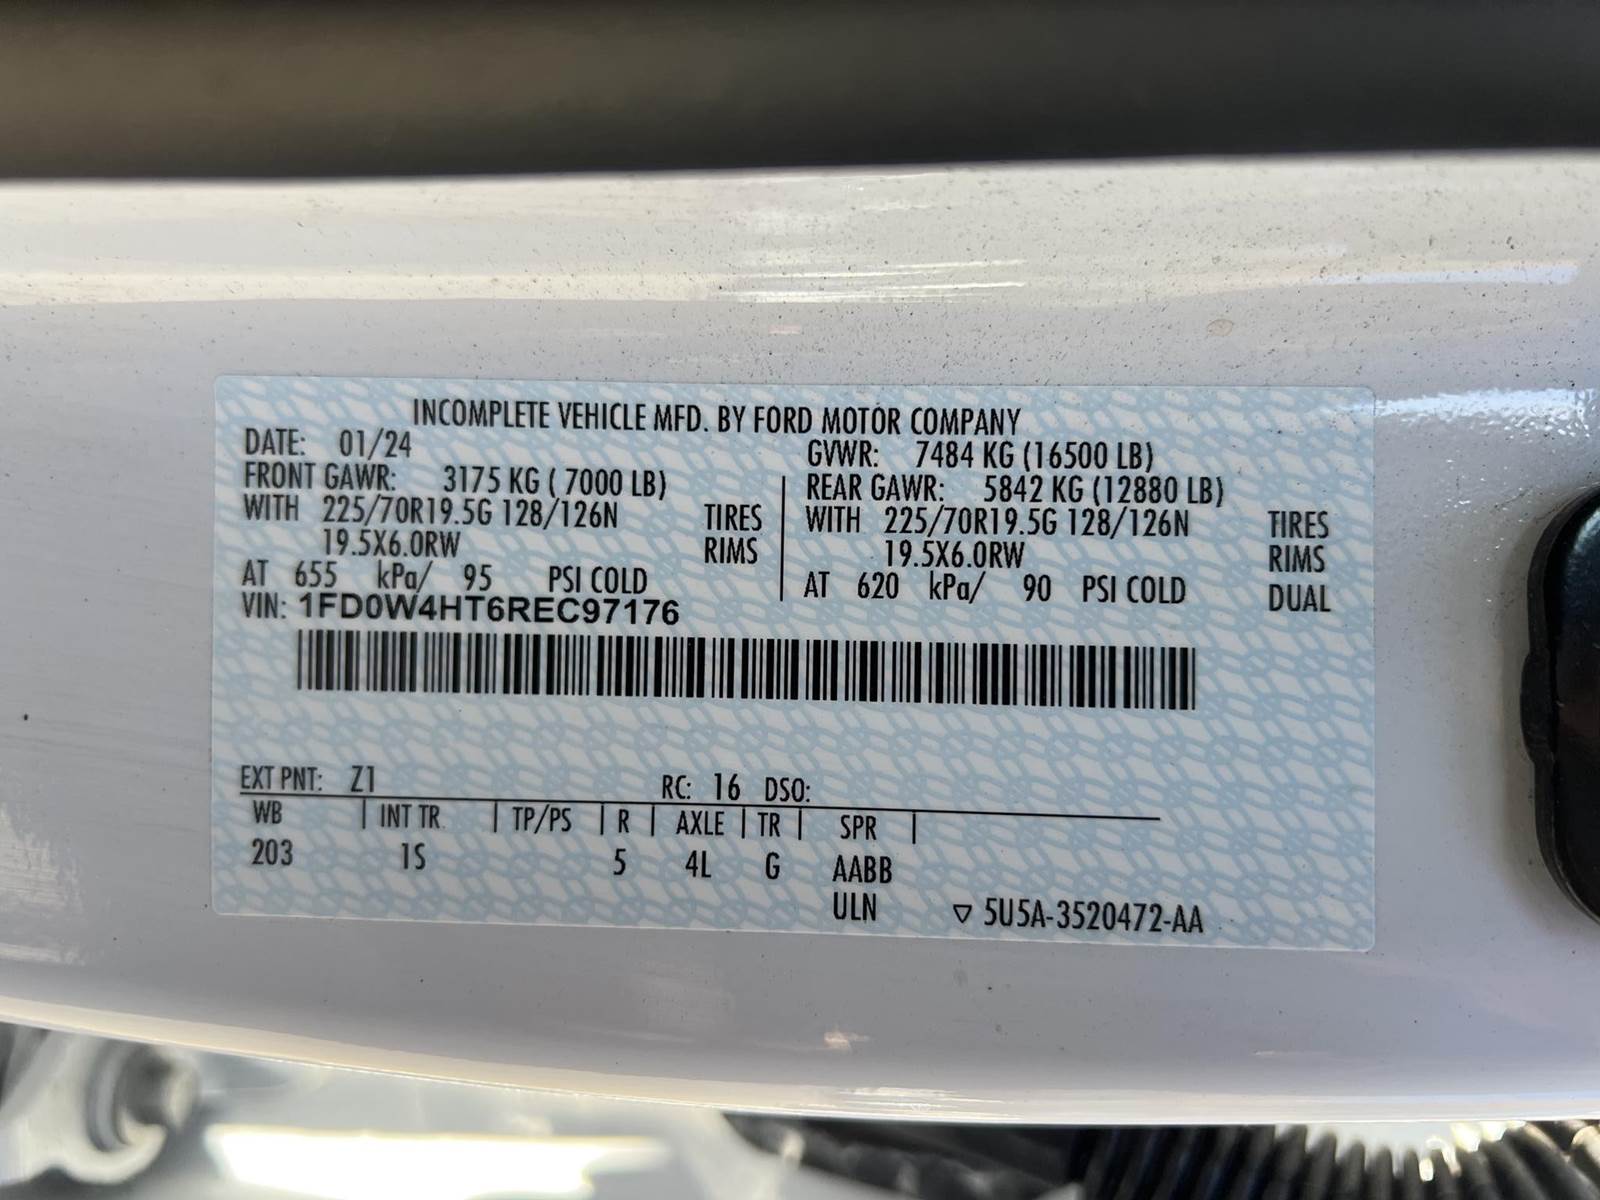 INCOMPLETE VEHICLE MFD. BY FORD MOTOR COMPANY
DATE: 01/24 GVWR: 7484 KG (16500 LB)
FRONT GAWR: 3175 KG ( 7000 LB) REAR GAWR: 5842 KG (12880 LB)
WITH 225/70R19.5G 128/126N TIRES WITH 225/70R19.5G 128/126N TIRES
19.5X6.0RW RIMS 19.5X6.0RW RIMS
AT 655 kPa/ 95 PSI COLD AT 620 kPa/ 90 PSI COLD DUAL
VIN: 1FD0W4HT6REC97176
EXT PNT: Z1 RC: 16 DSO:
WB | INT TR | TP/PS | R | AXLE | TR | SPR |
203 1S 5 4L G AABB
ULN ▽ 5U5A-3520472-AA